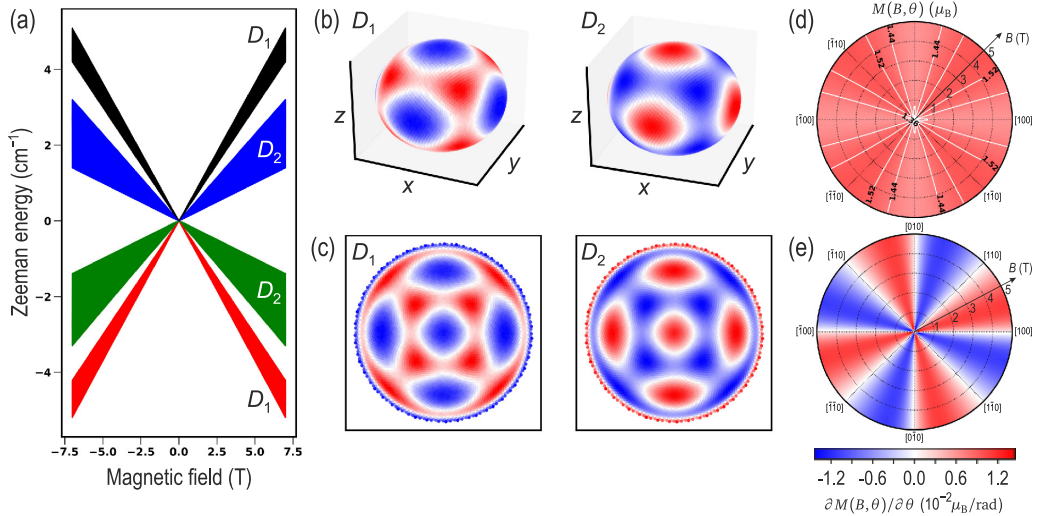 (a)
D1
D2
D2
D1
Zeeman energy (cm⁻¹)
4
2
0
−2
−4
−7.5 −5.0 −2.5 0.0 2.5 5.0 7.5
Magnetic field (T)
(b)
D1
z
x
y
D2
z
x
y
(c)
D1
D2
(d)
M(B,θ) (μB)
B (T)
1 2 3 4 5
1.44
1.44
1.52
1.52
1.36
1.52
1.44
1.44
1.52
[1̄10]
[1̄00]
[100]
[1̄1̄0]
[11̄0]
(e)
[010]
[1̄10]
[110]
B (T)
1 2 3 4 5
[1̄00]
[100]
[1̄1̄0]
[11̄0]
[01̄0]
-1.2 -0.6 0.0 0.6 1.2
∂M(B,θ)/∂θ (10⁻²μB/rad)